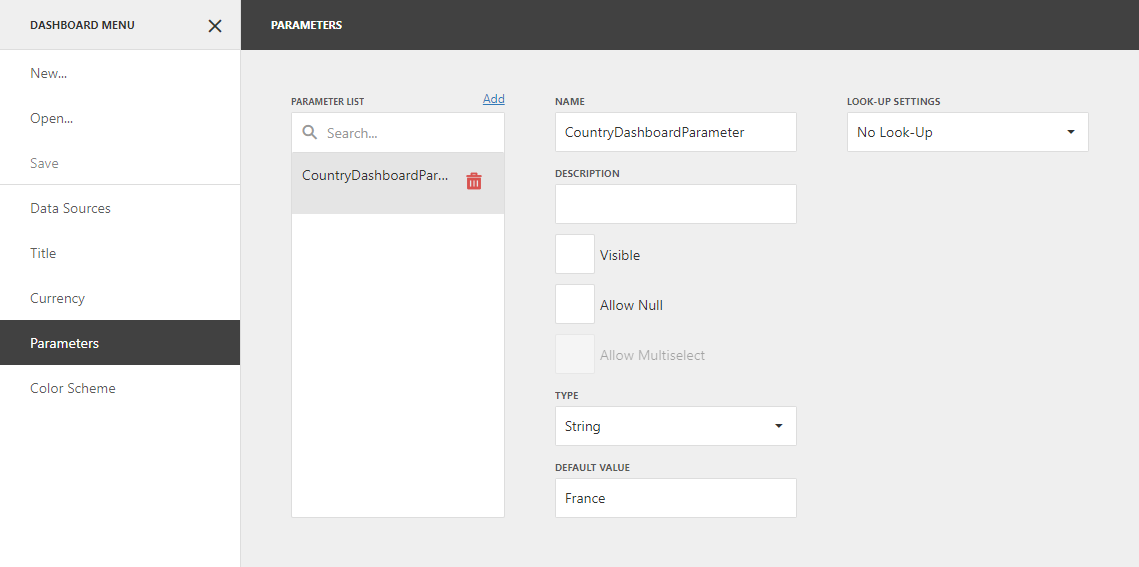 DASHBOARD MENU
New...
Open...
Save
Data Sources
Title
Currency
Parameters
Color Scheme
PARAMETERS
PARAMETER LIST
Add
Search...
CountryDashboardPar...
NAME
CountryDashboardParameter
DESCRIPTION
Visible
Allow Null
Allow Multiselect
TYPE
String
DEFAULT VALUE
France
LOOK-UP SETTINGS
No Look-Up